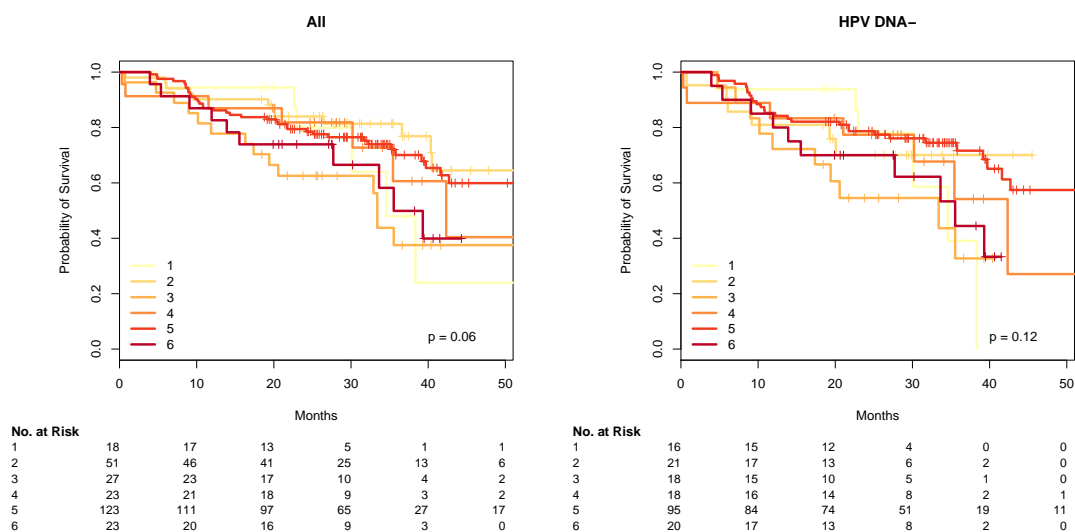 All
Probability of Survival
1.0
0.8
0.6
0.4
0.2
0.0
1
2
3
4
5
6
p = 0.06
0 10 20 30 40 50
Months
No. at Risk
1 18 17 13 5 1 1
2 51 46 41 25 13 6
3 27 23 17 10 4 2
4 23 21 18 9 3 2
5 123 111 97 65 27 17
6 23 20 16 9 3 0
HPV DNA−
Probability of Survival
1.0
0.8
0.6
0.4
0.2
0.0
1
2
3
4
5
6
p = 0.12
0 10 20 30 40 50
Months
No. at Risk
1 16 15 12 4 0 0
2 21 17 13 6 2 0
3 18 15 10 5 1 0
4 18 16 14 8 2 1
5 95 84 74 51 19 11
6 20 17 13 8 2 0